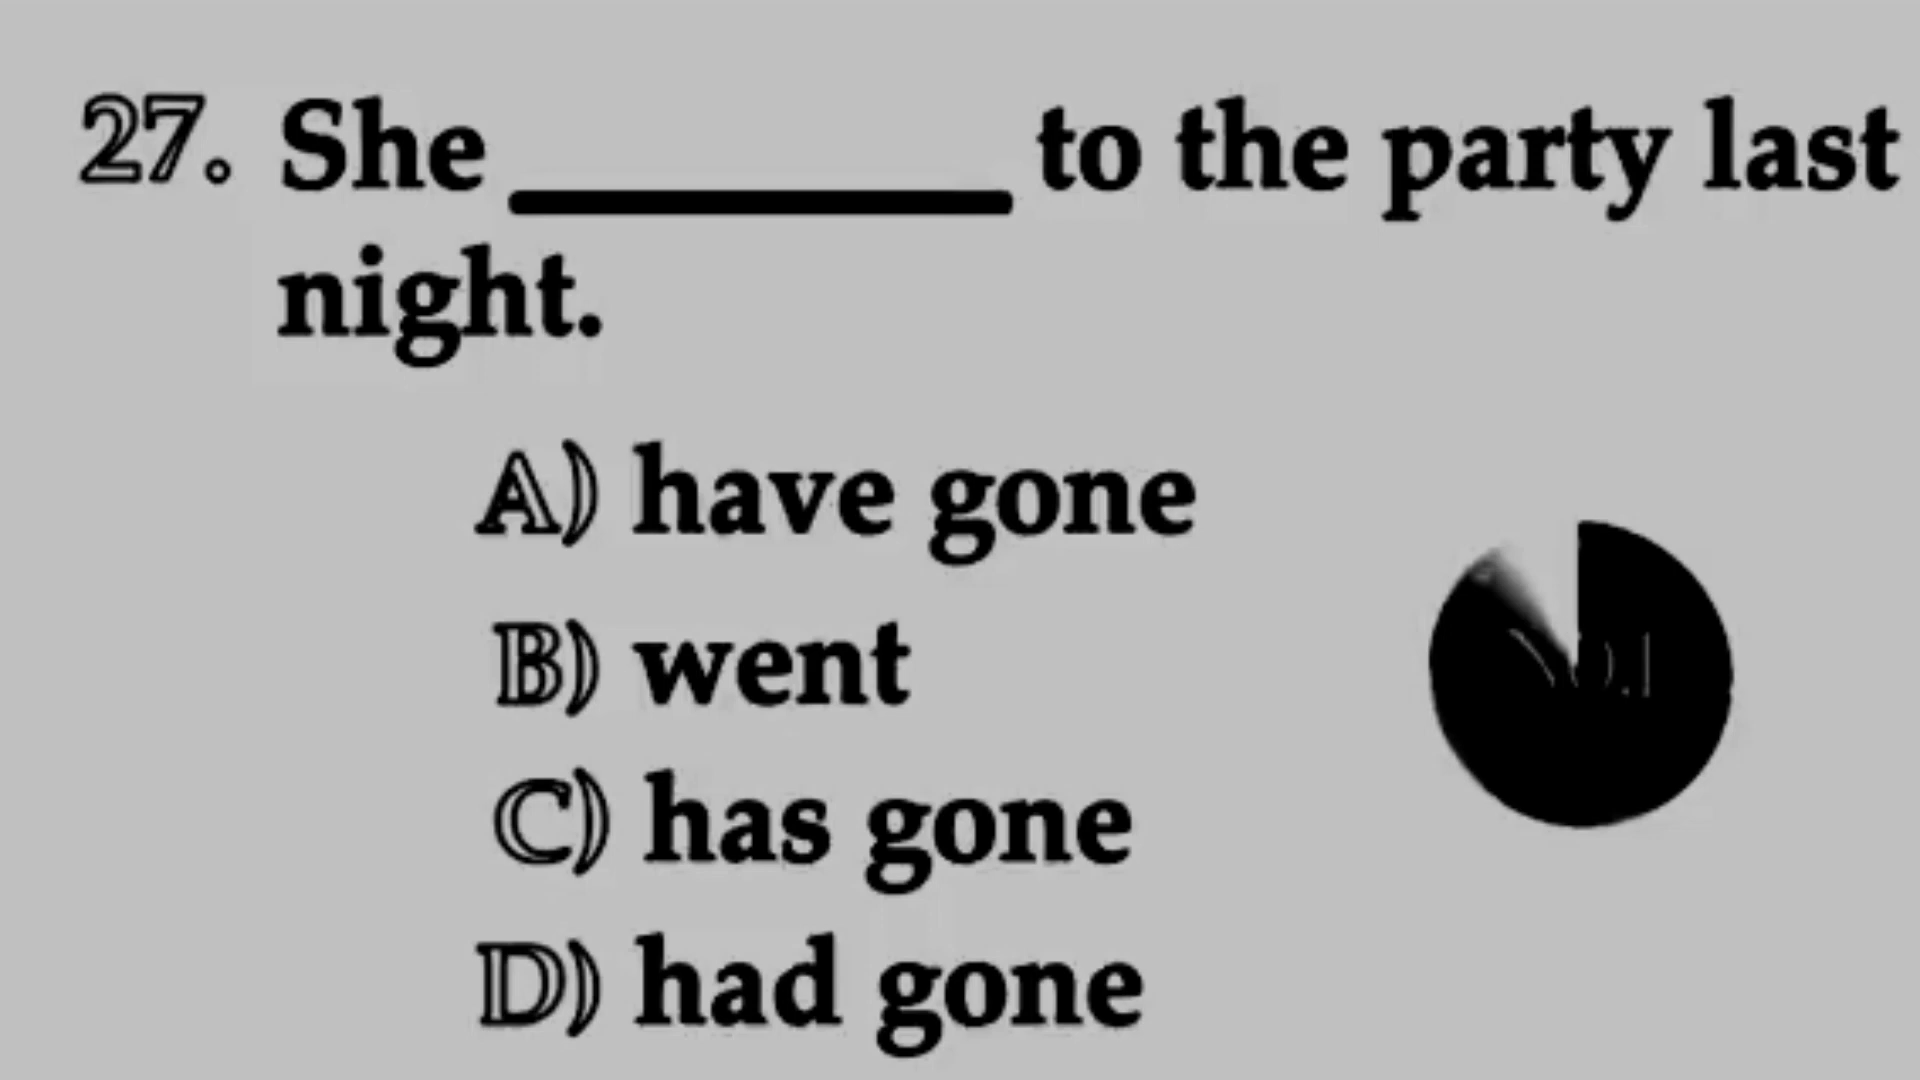 27. She ________ to the party last
night.
A) have gone
B) went
C) has gone
D) had gone